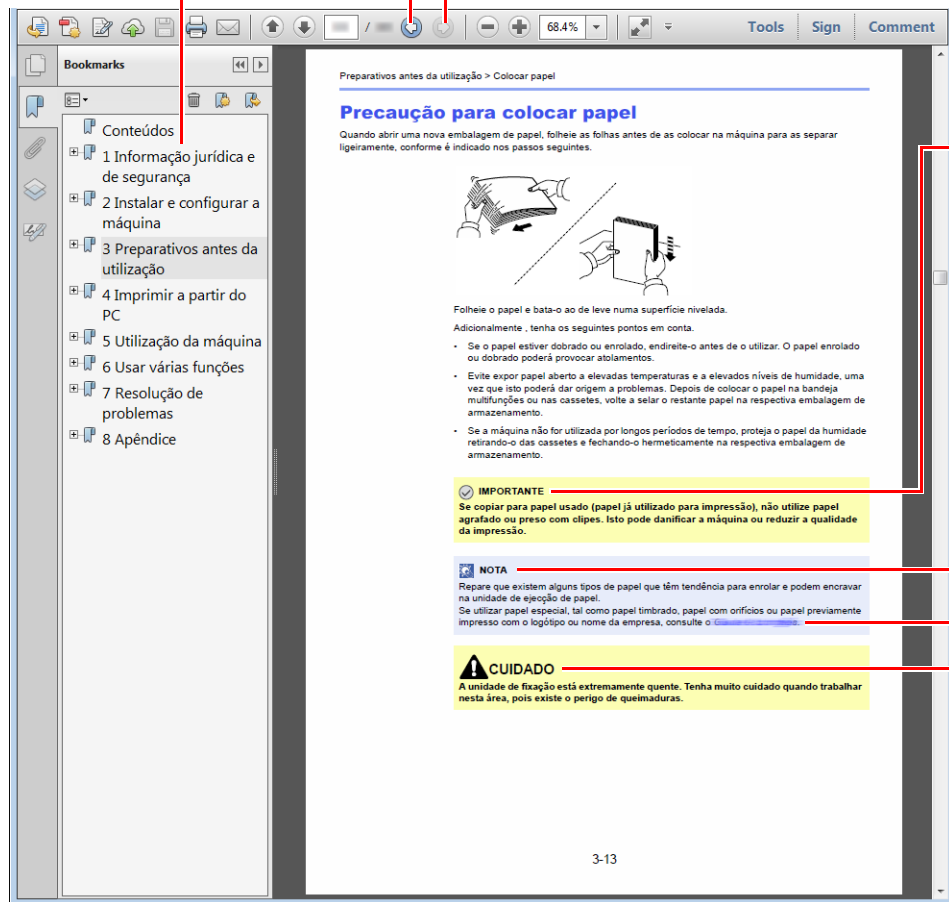 /
68.4%
Tools
Sign
Comment
Bookmarks
Conteúdos
1 Informação jurídica e
de segurança
2 Instalar e configurar a
máquina
3 Preparativos antes da
utilização
4 Imprimir a partir do
PC
5 Utilização da máquina
6 Usar várias funções
7 Resolução de
problemas
8 Apêndice
Preparativos antes da utilização > Colocar papel
Precaução para colocar papel
Quando abrir uma nova embalagem de papel, folheie as folhas antes de as colocar na máquina para as separar
ligeiramente, conforme é indicado nos passos seguintes.
Folheie o papel e bata-o ao de leve numa superfície nivelada.
Adicionalmente , tenha os seguintes pontos em conta.
• Se o papel estiver dobrado ou enrolado, endireite-o antes de o utilizar. O papel enrolado
ou dobrado poderá provocar atolamentos.
• Evite expor papel aberto a elevadas temperaturas e a elevados níveis de humidade, uma
vez que isto poderá dar origem a problemas. Depois de colocar o papel na bandeja
multifunções ou nas cassetes, volte a selar o restante papel na respectiva embalagem de
armazenamento.
• Se a máquina não for utilizada por longos períodos de tempo, proteja o papel da humidade
retirando-o das cassetes e fechando-o hermeticamente na respectiva embalagem de
armazenamento.
IMPORTANTE
Se copiar para papel usado (papel já utilizado para impressão), não utilize papel
agrafado ou preso com clipes. Isto pode danificar a máquina ou reduzir a qualidade
da impressão.
NOTA
Repare que existem alguns tipos de papel que têm tendência para enrolar e podem encravar
na unidade de ejecção de papel.
Se utilizar papel especial, tal como papel timbrado, papel com orifícios ou papel previamente
impresso com o logótipo ou nome da empresa, consulte o
CUIDADO
A unidade de fixação está extremamente quente. Tenha muito cuidado quando trabalhar
nesta área, pois existe o perigo de queimaduras.
3-13